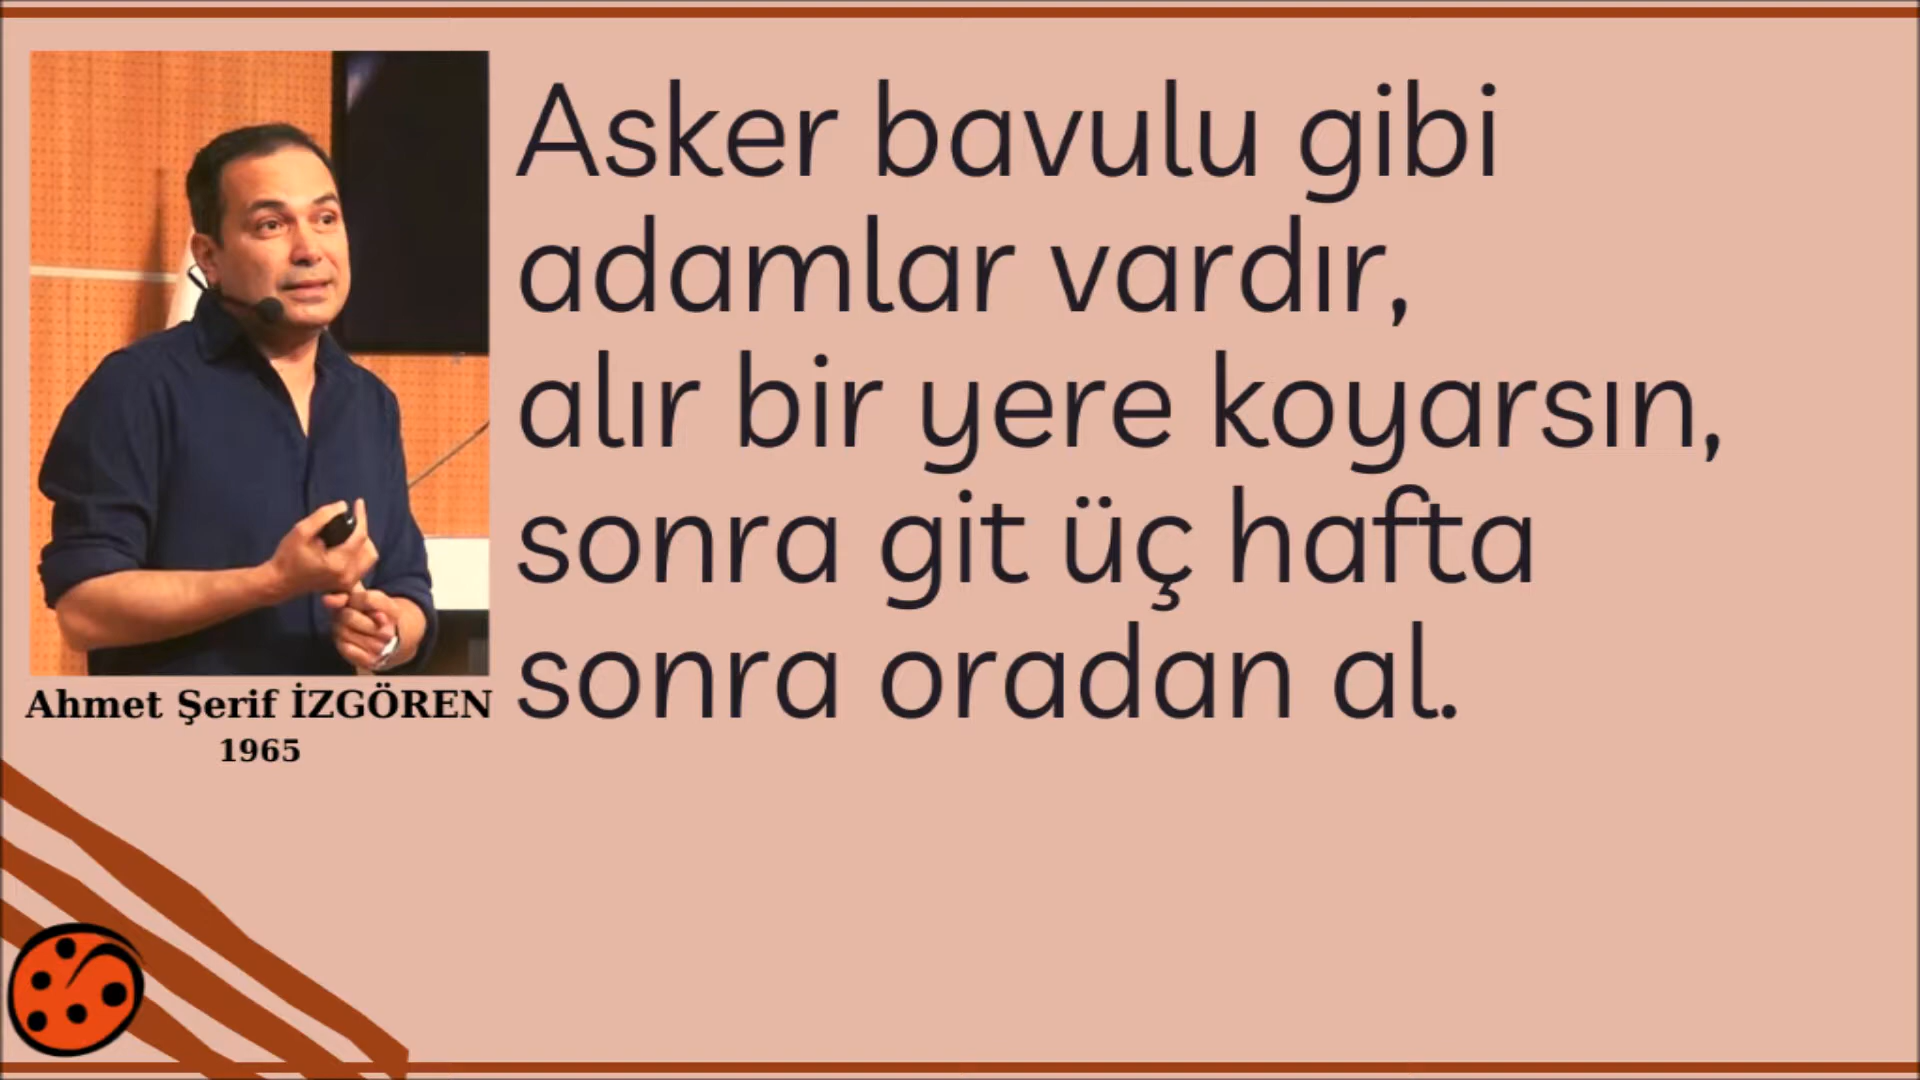 Asker bavulu gibi
adamlar vardır,
alır bir yere koyarsın,
sonra git üç hafta
sonra oradan al.
Ahmet Şerif İZGÖREN
1965